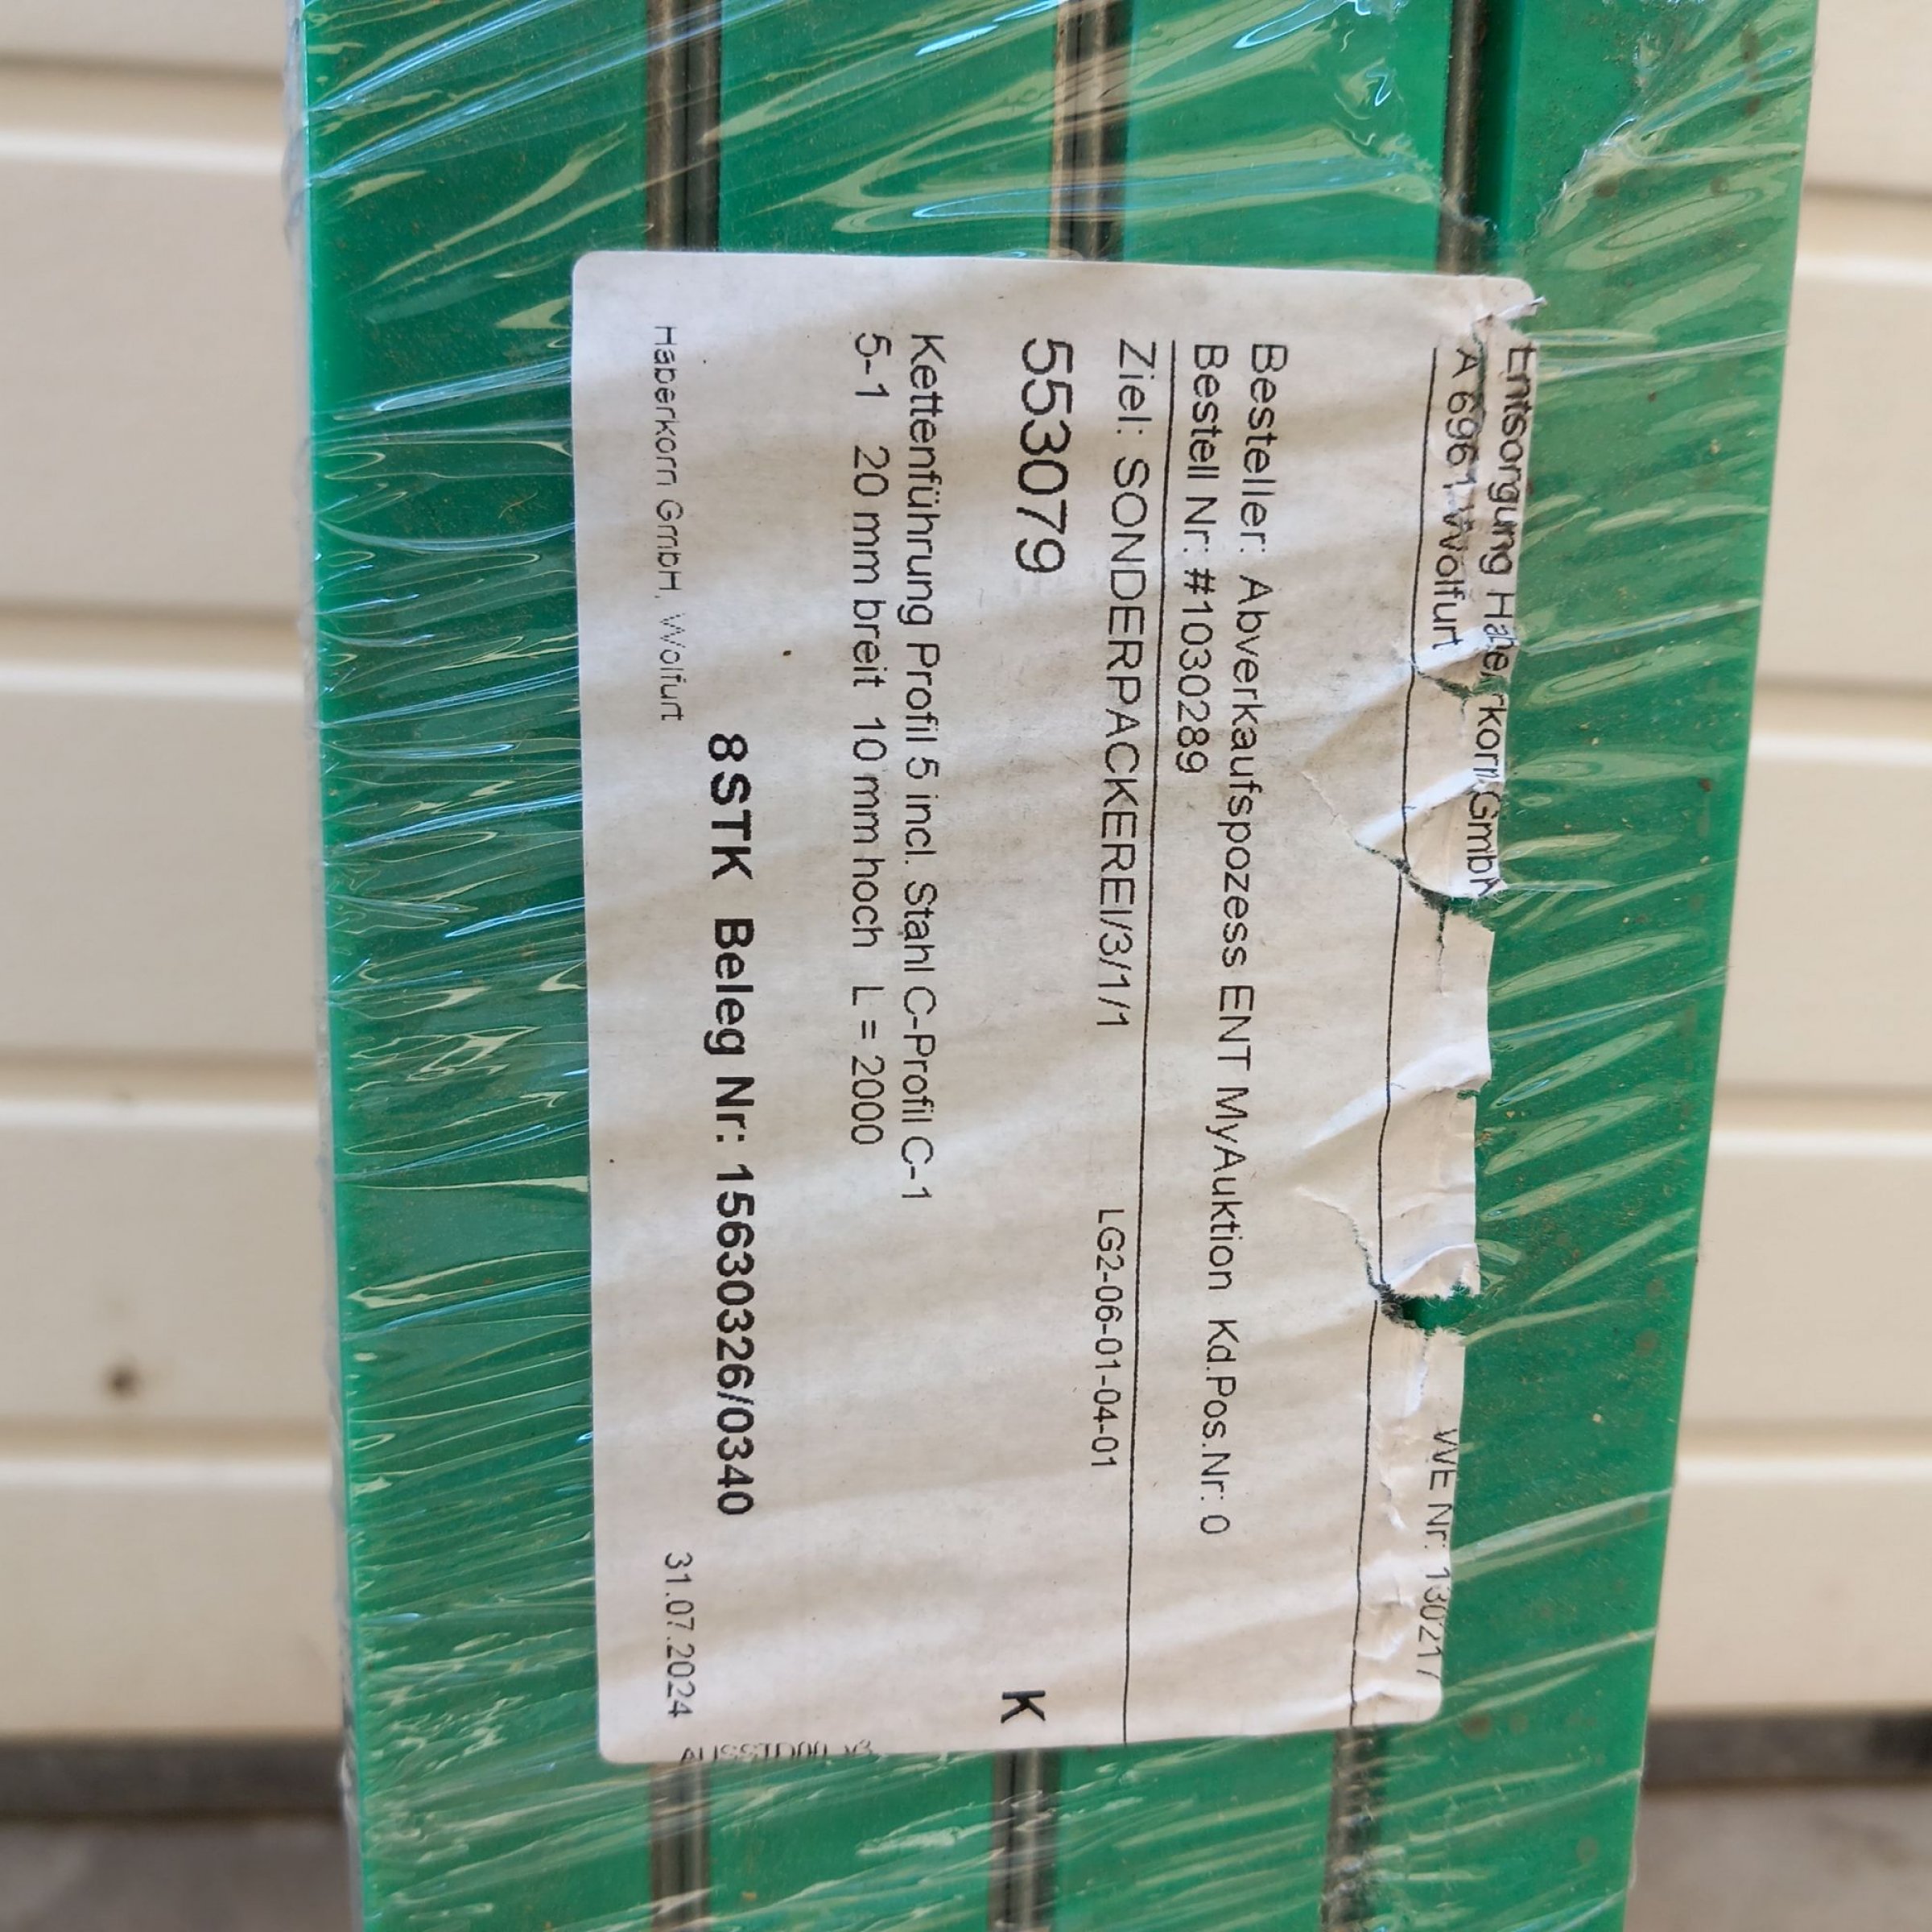 Entsorgung Haberkorn GmbH
A 6961 Wolfurt
WE Nr: 130217
Besteller: Abverkaufspozess ENT MyAuktion Kd.Pos.Nr: 0
Bestell Nr: #1030289
Ziel: SONDERPACKEREI/3/1/1 LG2-06-01-04-01
553079 K
Kettenführung Profil 5 incl. Stahl C-Profil C-1
5-1 20 mm breit 10 mm hoch L = 2000
8STK Beleg Nr: 15630326/0340
Haberkorn GmbH, Wolfurt 31.07.2024